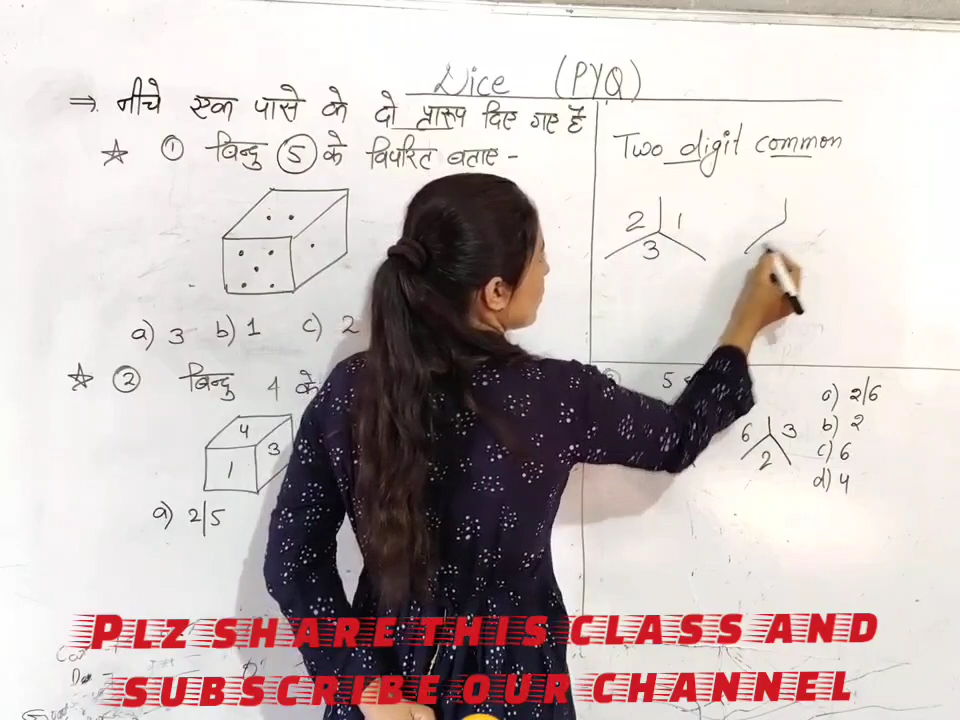 Dice (PYQ)
⇒ नीचे एक पासे के दो प्रारूप दिए गए हैं
☆ ① बिन्दु ⑤ के विपरित बताए -
a) 3 b) 1 c) 2
☆ ② बिन्दु 4 के
4
3
1
a) 2/5
Two digit common
2 1
3
5
6 3
2
a) 2/6
b) 2
c) 6
d) 4
PLZ SHARE THIS CLASS AND
SUBSCRIBE OUR CHANNEL